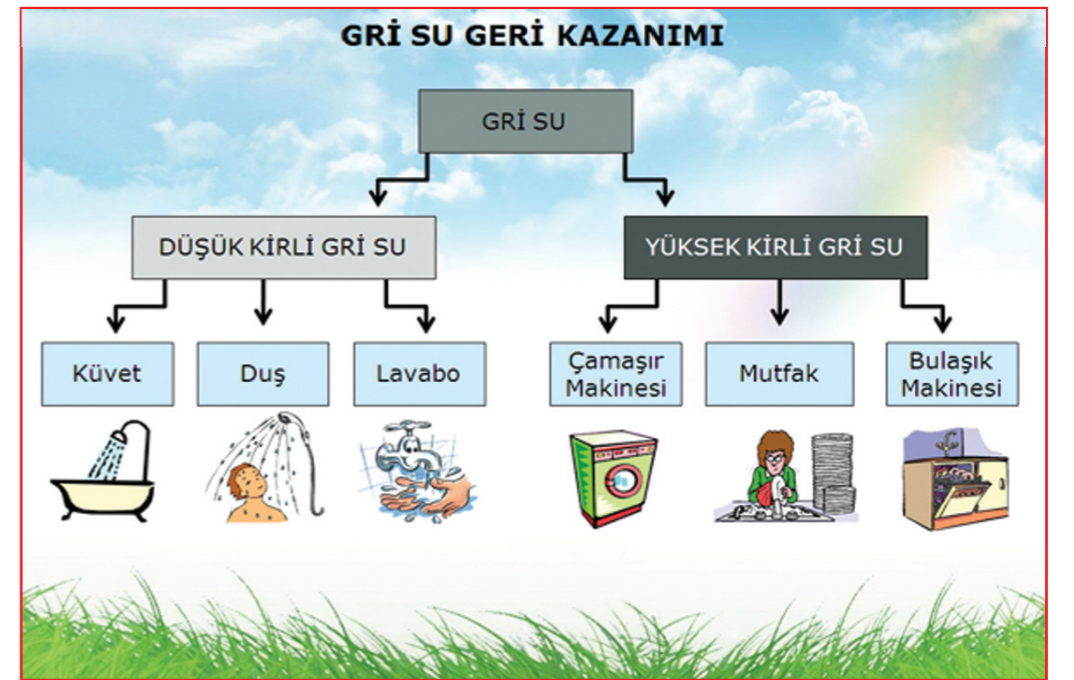 GRİ SU GERİ KAZANIMI
GRİ SU
DÜŞÜK KİRLİ GRİ SU
YÜKSEK KİRLİ GRİ SU
Küvet
Duş
Lavabo
Çamaşır
Makinesi
Mutfak
Bulaşık
Makinesi